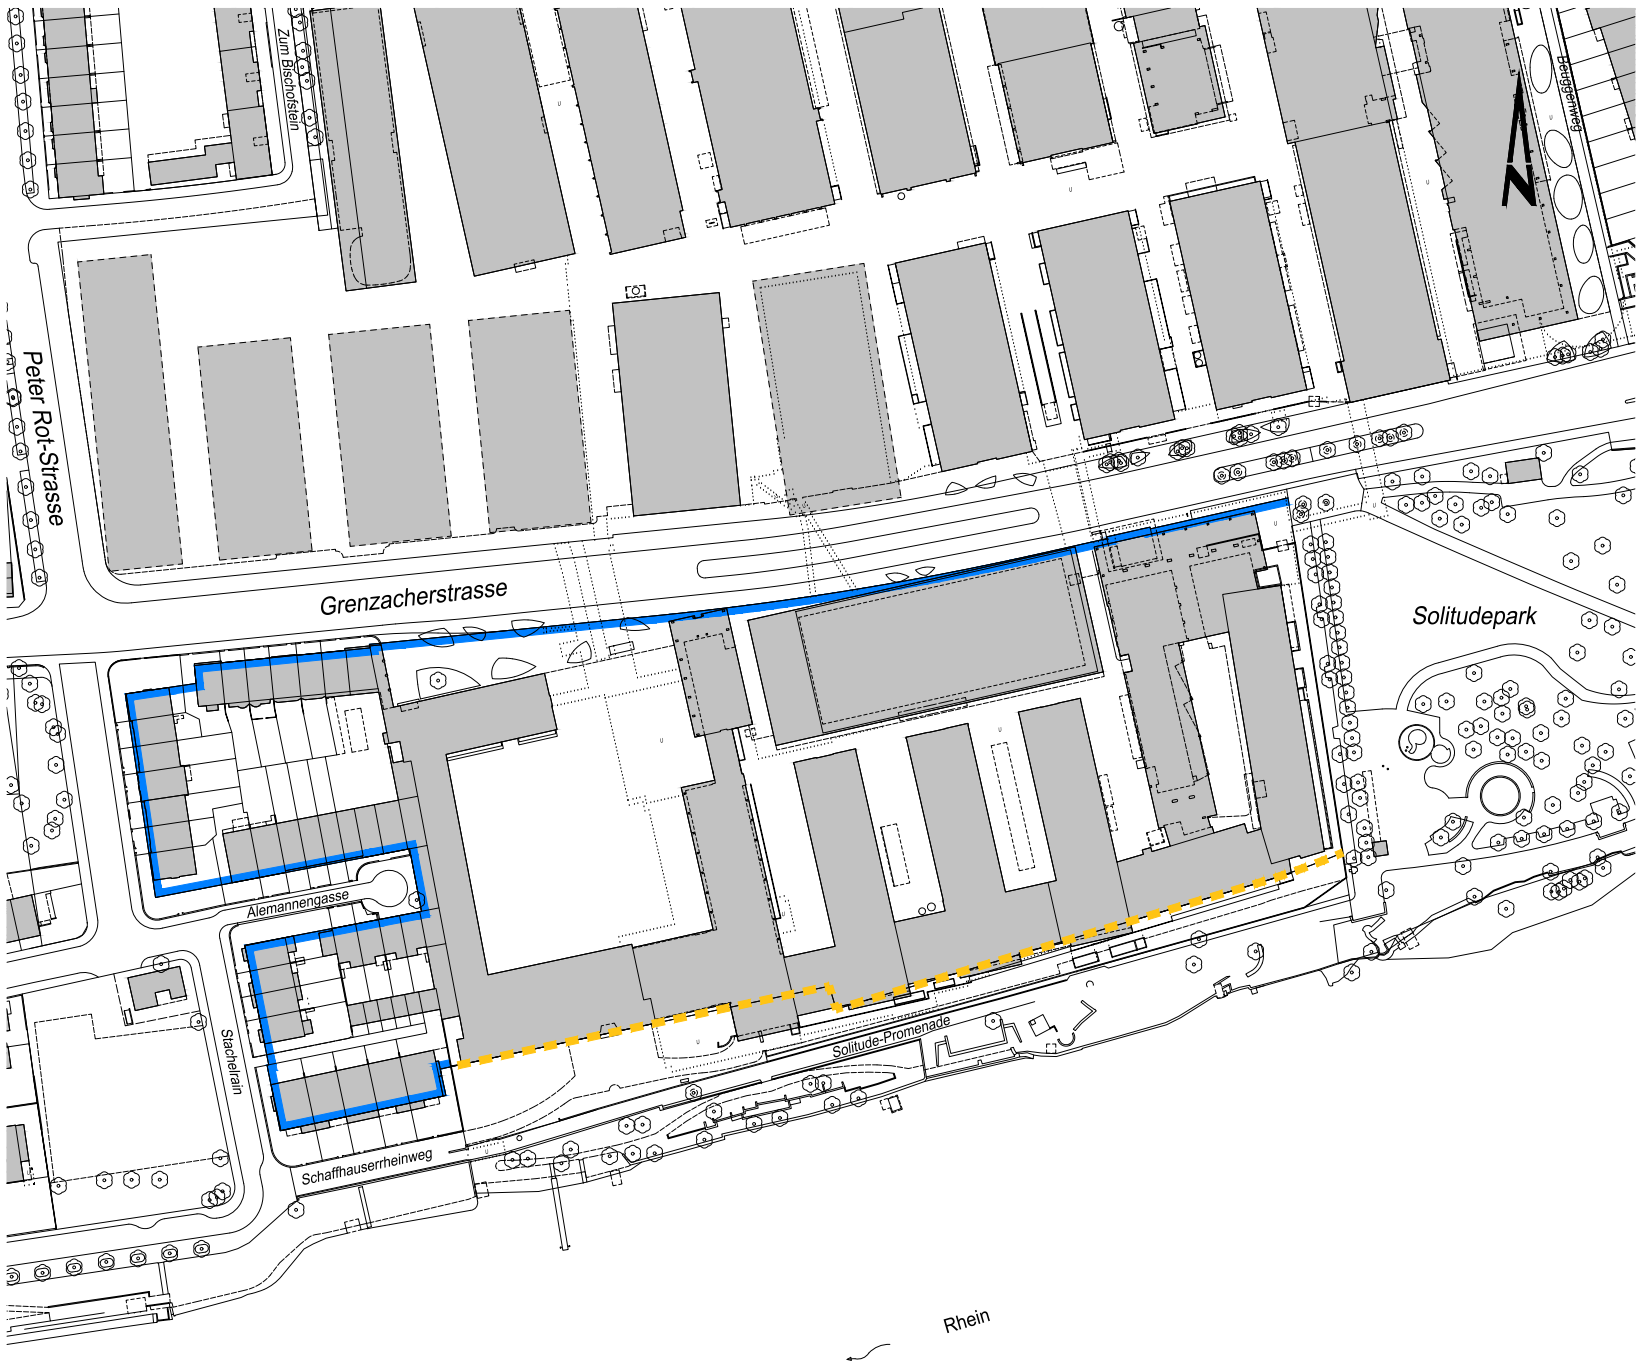 Zum Bischofstein
Beuggenweg
N
Peter Rot-Strasse
Grenzacherstrasse
Solitudepark
Alemannengasse
Stachelrain
Solitude-Promenade
Schaffhauserrheinweg
Rhein